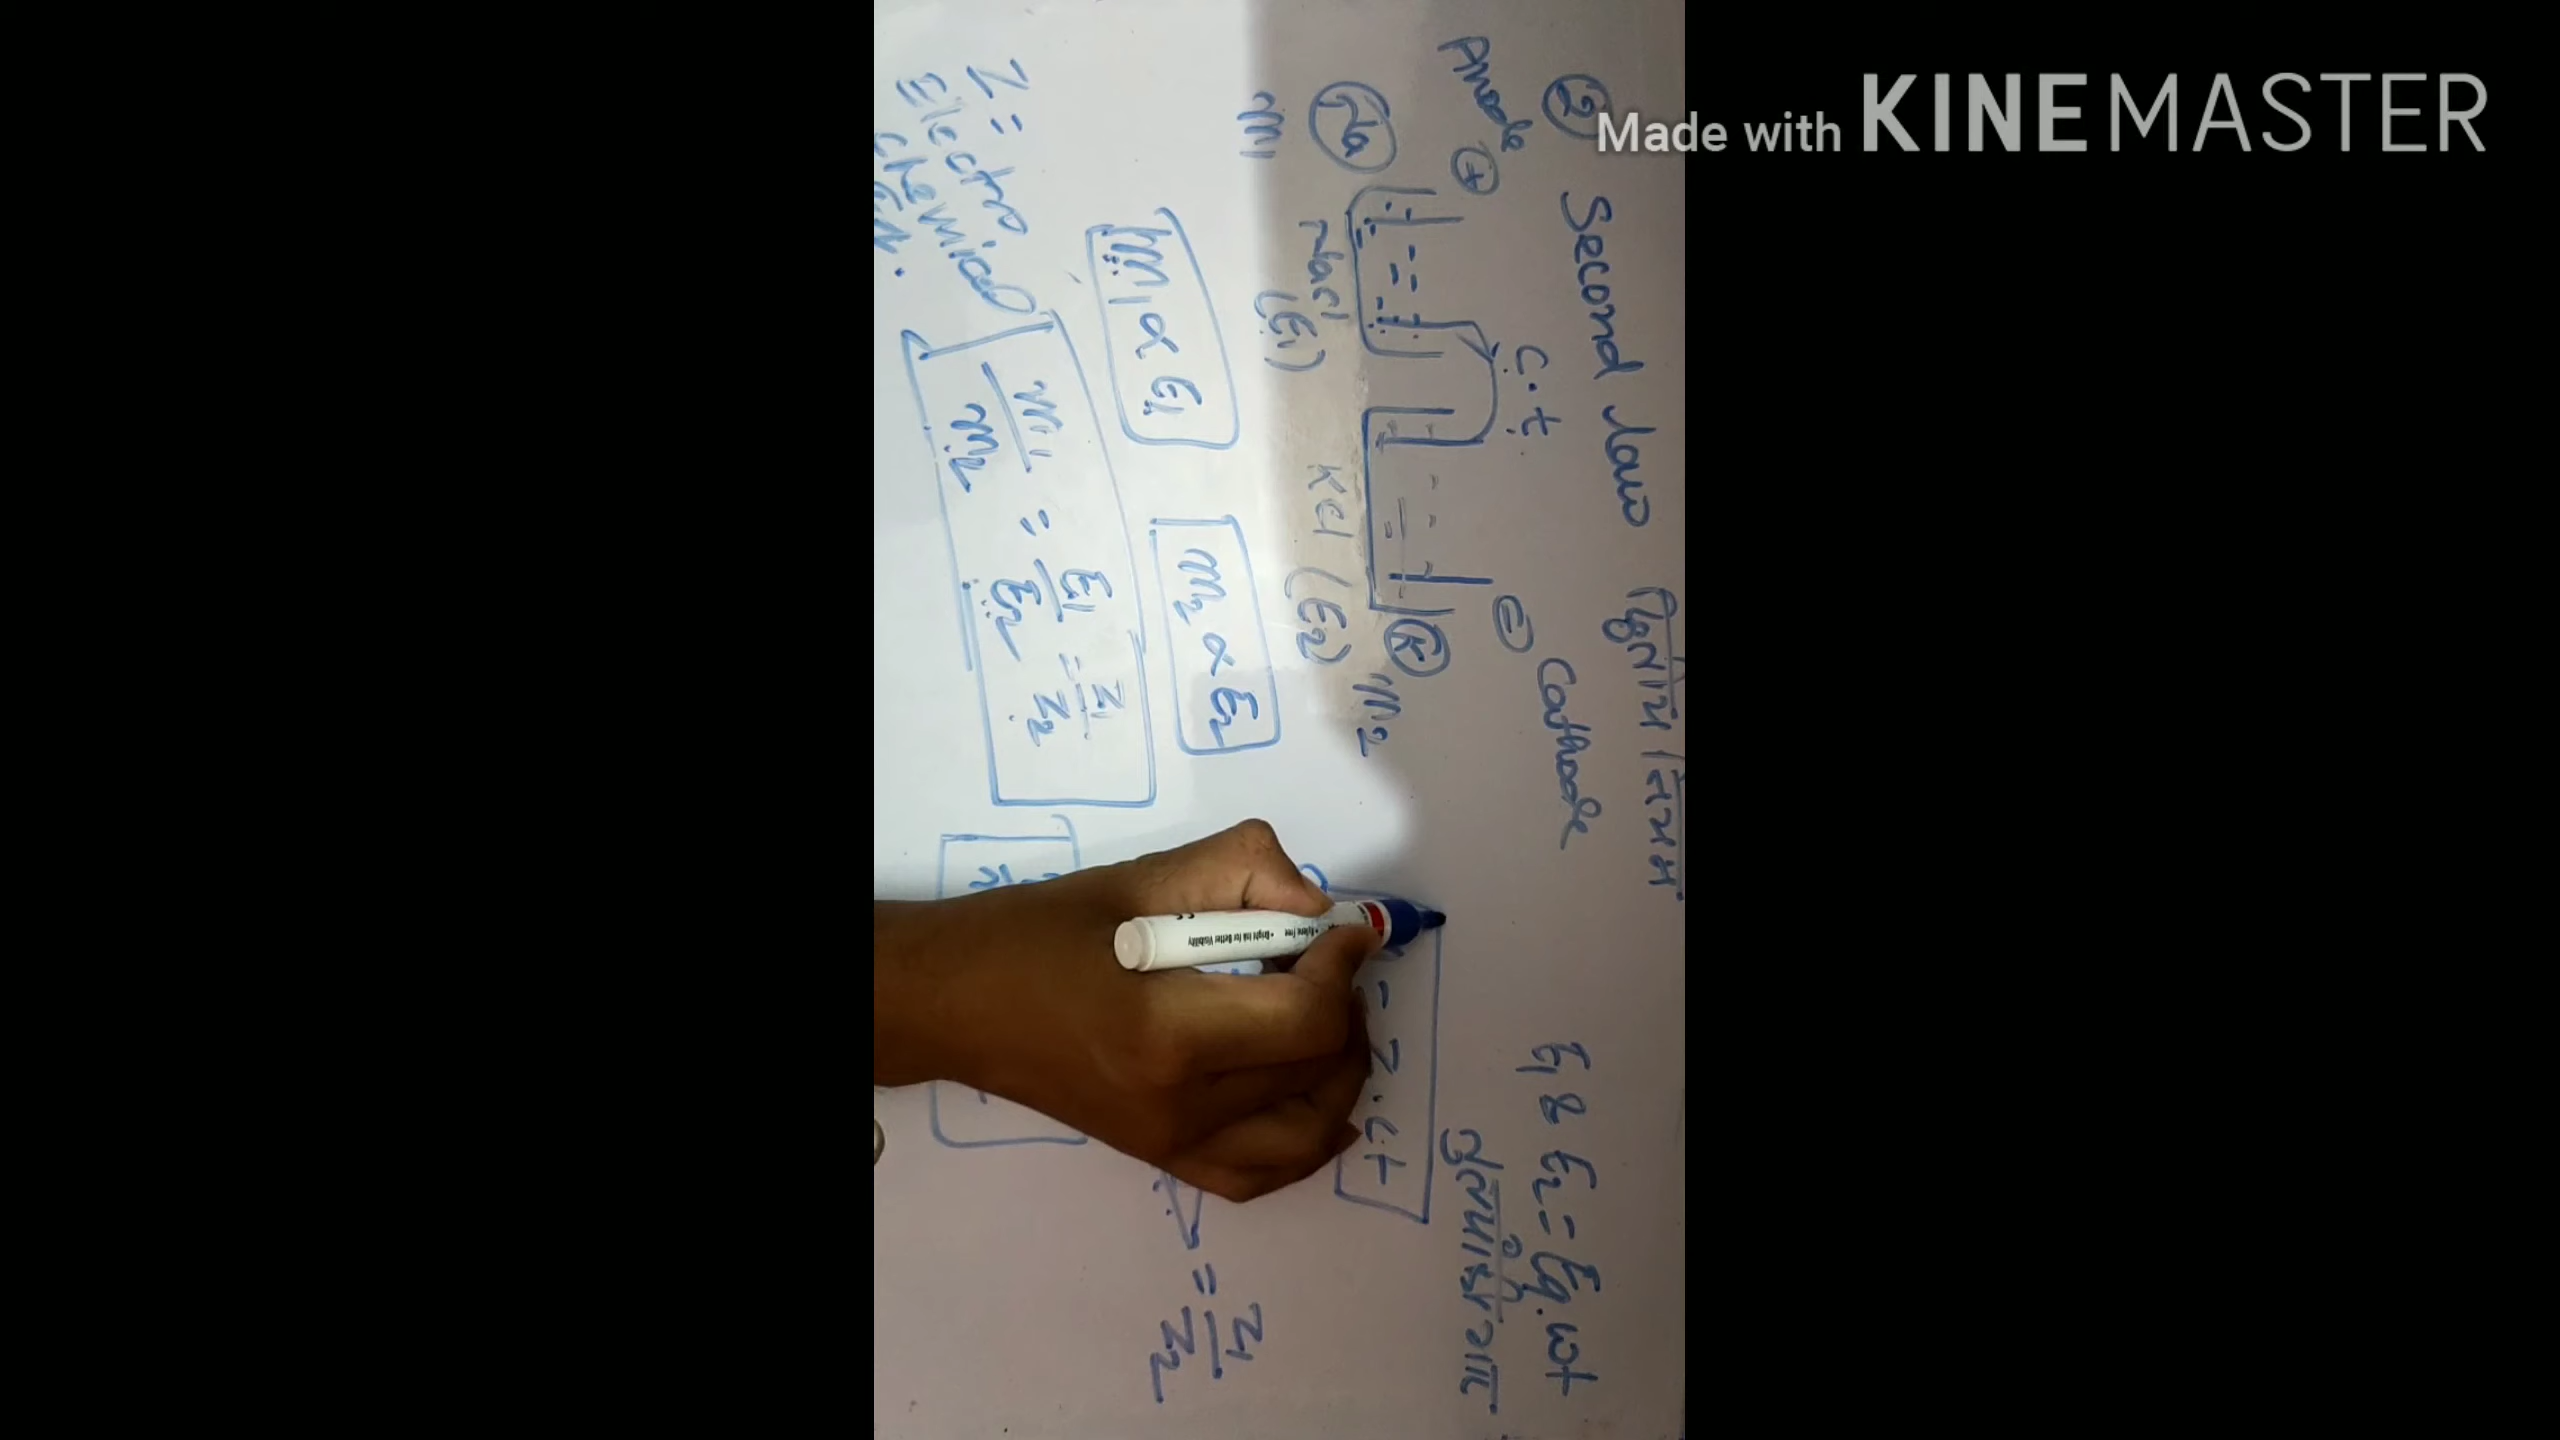 Made with KINEMASTER
② Second law द्वितीय नियम
Anode ⊕ C.t ⊖ Cathode
E1 & E2 = Eq. wt
तुल्यांकी भार
Na K
NaCl KCl (E2) m2
m1 (E1)
= Z.C.t
m1 α E1 m2 α E2
= Z1/Z2
m1/m2 = E1/E2 = Z1/Z2
Z = Electro
Chemical